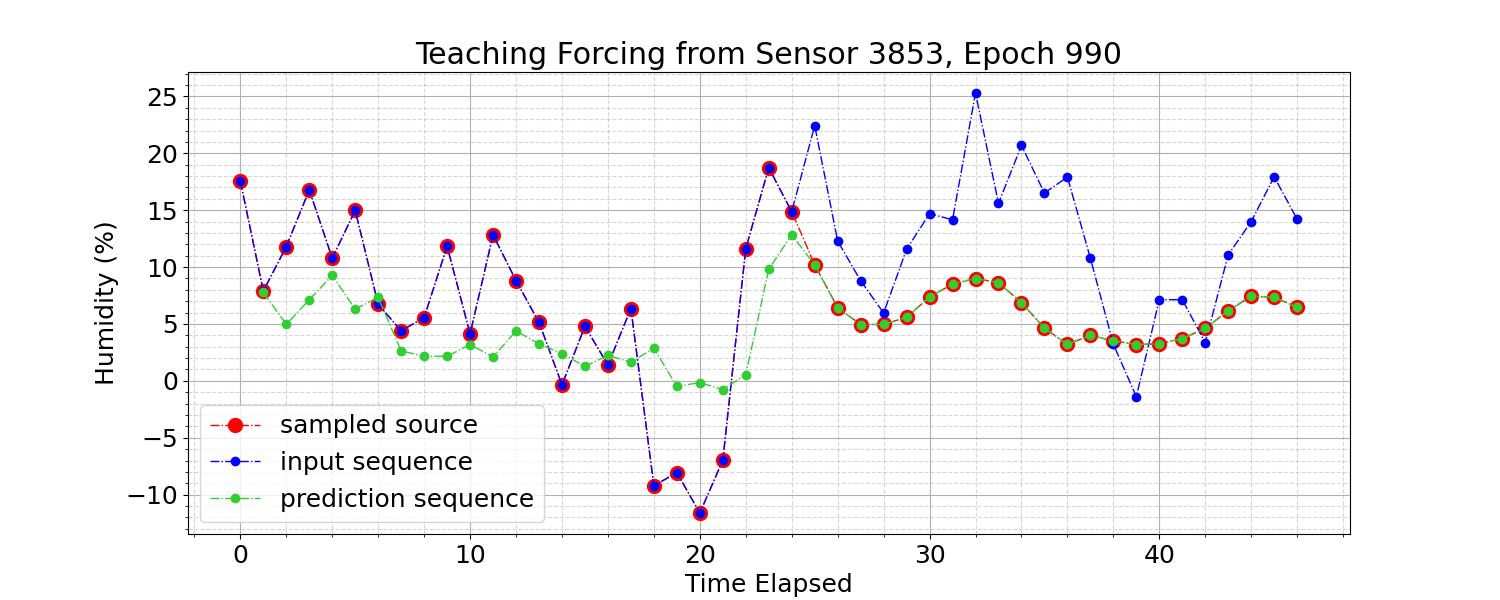 Teaching Forcing from Sensor 3853, Epoch 990
Humidity (%)
25
20
15
10
5
0
−5
−10
sampled source
input sequence
prediction sequence
0 10 20 30 40
Time Elapsed